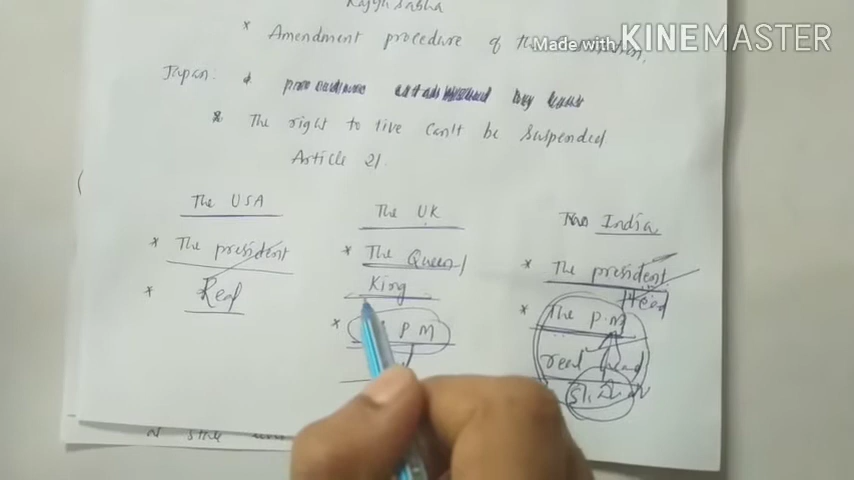 Rajya Sabha
* Amendment procedure of the
Made with KINEMASTER
Japan: *
* The right to live can't be suspended
Article 21.
The USA
* The president
* Real
The UK
* The Queen/
King
* P M
India
* The president
Head
* The P.M
real head